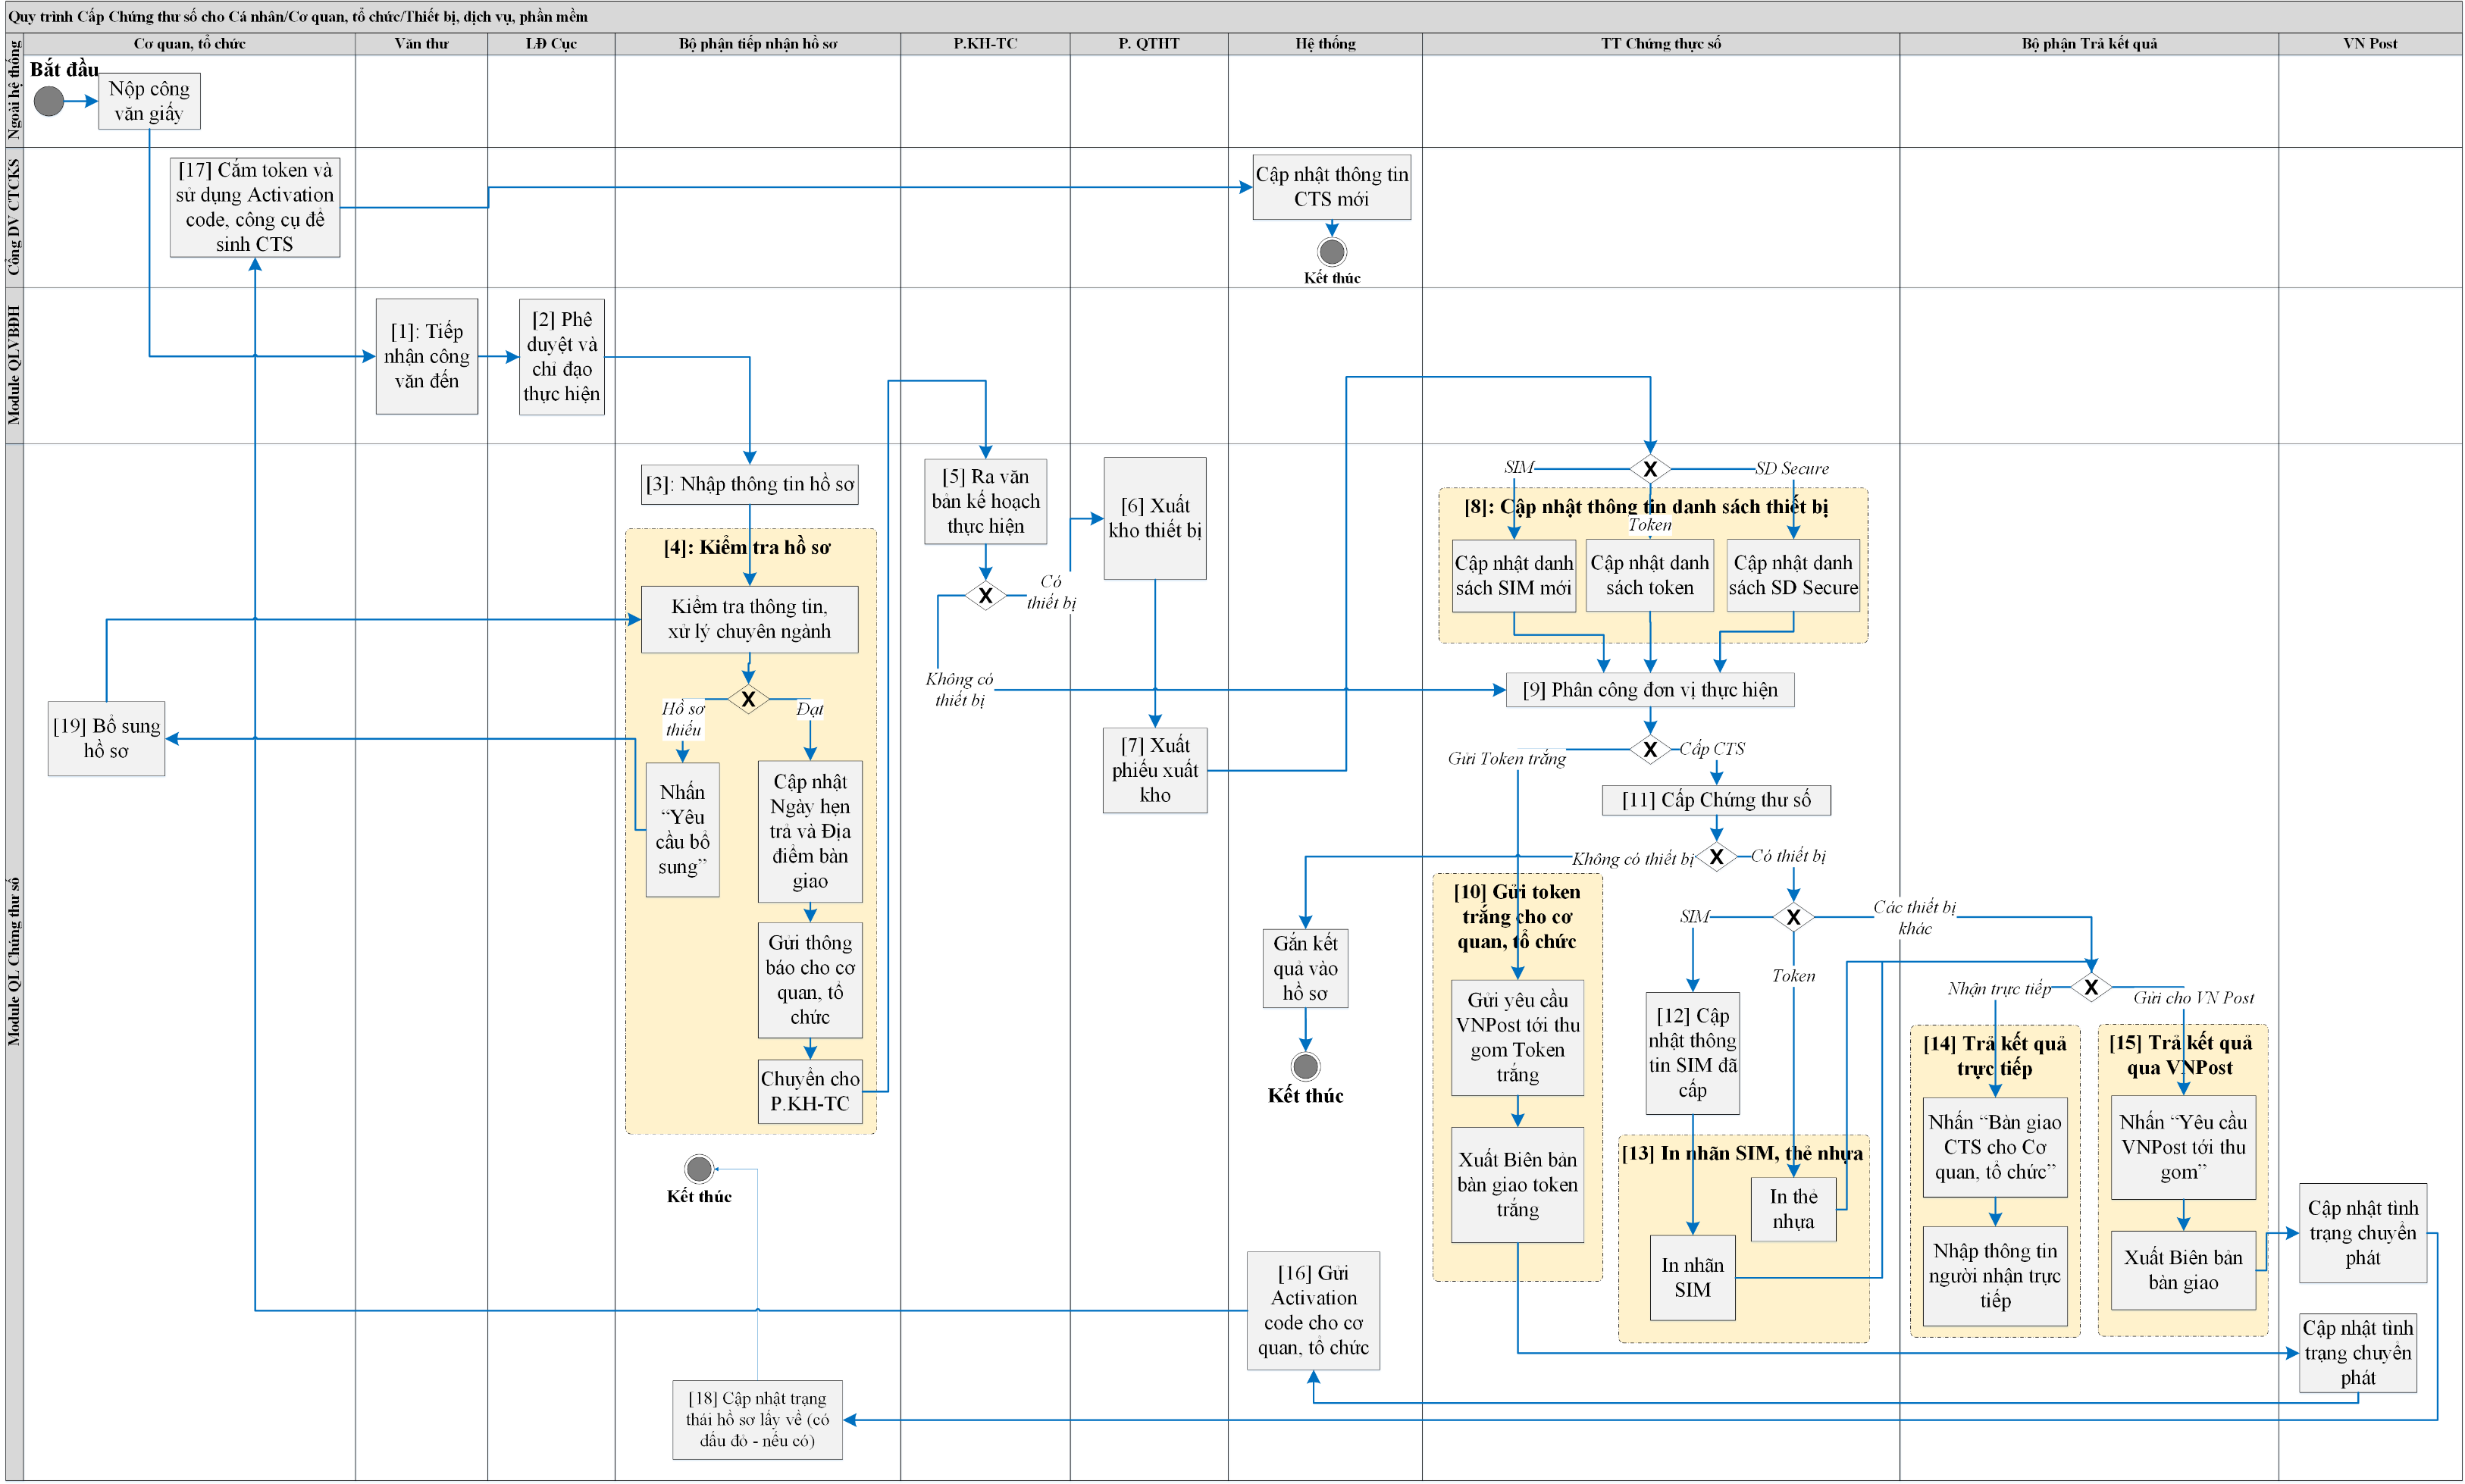 Quy trình Cấp Chứng thư số cho Cá nhân/Cơ quan, tổ chức/Thiết bị, dịch vụ, phần mềm
Cơ quan, tổ chức
Văn thư
LĐ Cục
Bộ phận tiếp nhận hồ sơ
P.KH-TC
P. QTHT
Hệ thống
TT Chứng thực số
Bộ phận Trả kết quả
VN Post
Ngoài hệ thống
Bắt đầu
Nộp công
văn giấy
Cổng DV CTCKS
[17] Cắm token và
sử dụng Activation
code, công cụ để
sinh CTS
Cập nhật thông tin
CTS mới
Kết thúc
Module QLVBĐH
[1]: Tiếp
nhận công
văn đến
[2] Phê
duyệt và
chỉ đạo
thực hiện
Module QL Chứng thư số
[3]: Nhập thông tin hồ sơ
[4]: Kiểm tra hồ sơ
Kiểm tra thông tin,
xử lý chuyên ngành
X
Hồ sơ
thiếu
Đạt
[19] Bổ sung
hồ sơ
Nhấn
“Yêu
cầu bổ
sung”
Cập nhật
Ngày hẹn
trả và Địa
điểm bàn
giao
Gửi thông
báo cho cơ
quan, tổ
chức
Chuyển cho
P.KH-TC
Kết thúc
[18] Cập nhật trạng
thái hồ sơ lấy về (có
dấu đỏ - nếu có)
[5] Ra văn
bản kế hoạch
thực hiện
X
Có
thiết bị
Không có
thiết bị
[6] Xuất
kho thiết bị
[7] Xuất
phiếu xuất
kho
SIM
X
SD Secure
[8]: Cập nhật thông tin danh sách thiết bị
Token
Cập nhật danh
sách SIM mới
Cập nhật danh
sách token
Cập nhật danh
sách SD Secure
[9] Phân công đơn vị thực hiện
Gửi Token trắng
X
Cấp CTS
[11] Cấp Chứng thư số
Không có thiết bị
X
Có thiết bị
Gắn kết
quả vào
hồ sơ
Kết thúc
[10] Gửi token
trắng cho cơ
quan, tổ chức
Gửi yêu cầu
VNPost tới thu
gom Token
trắng
Xuất Biên bản
bàn giao token
trắng
SIM
X
Các thiết bị
khác
Token
[12] Cập
nhật thông
tin SIM đã
cấp
[13] In nhãn SIM, thẻ nhựa
In thẻ
nhựa
In nhãn
SIM
[16] Gửi
Activation
code cho cơ
quan, tổ chức
Nhận trực tiếp
X
Gửi cho VN Post
[14] Trả kết quả
trực tiếp
Nhấn “Bàn giao
CTS cho Cơ
quan, tổ chức”
Nhập thông tin
người nhận trực
tiếp
[15] Trả kết quả
qua VNPost
Nhấn “Yêu cầu
VNPost tới thu
gom”
Xuất Biên bản
bàn giao
Cập nhật tình
trạng chuyển
phát
Cập nhật tình
trạng chuyển
phát